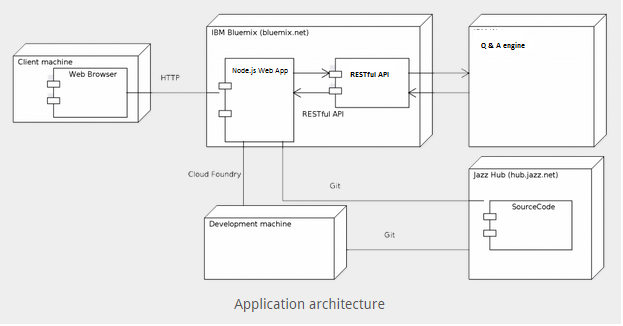 IBM Bluemix (bluemix.net)
Client machine
Web Browser
HTTP
Node.js Web App
RESTful API
RESTful API
Q & A engine
Cloud Foundry
Git
Jazz Hub (hub.jazz.net)
SourceCode
Development machine
Git
Application architecture